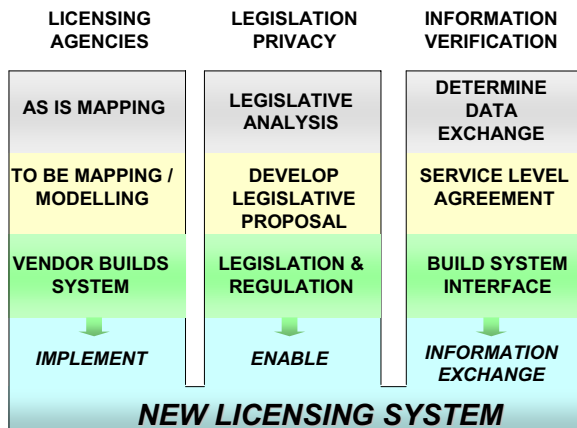 LICENSING
AGENCIES
LEGISLATION
PRIVACY
INFORMATION
VERIFICATION
AS IS MAPPING
LEGISLATIVE
ANALYSIS
DETERMINE
DATA
EXCHANGE
TO BE MAPPING /
MODELLING
DEVELOP
LEGISLATIVE
PROPOSAL
SERVICE LEVEL
AGREEMENT
VENDOR BUILDS
SYSTEM
LEGISLATION &
REGULATION
BUILD SYSTEM
INTERFACE
IMPLEMENT
ENABLE
INFORMATION
EXCHANGE
NEW LICENSING SYSTEM